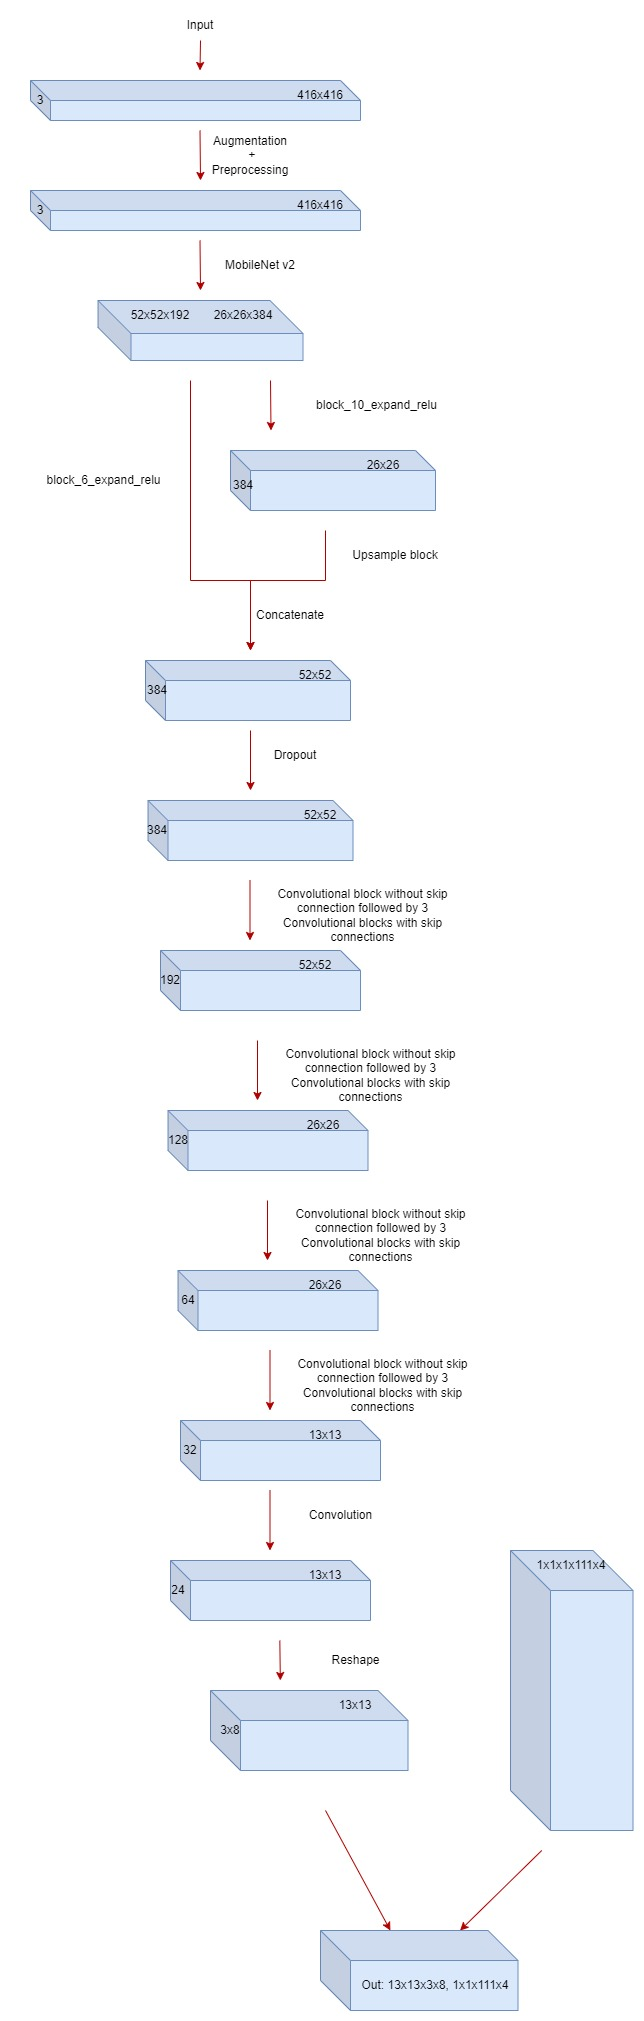 Input
3
416x416
Augmentation
+
Preprocessing
3
416x416
MobileNet v2
52x52x192
26x26x384
block_10_expand_relu
block_6_expand_relu
26x26
384
Upsample block
Concatenate
52x52
384
Dropout
52x52
384
Convolutional block without skip
connection followed by 3
Convolutional blocks with skip
connections
52x52
192
Convolutional block without skip
connection followed by 3
Convolutional blocks with skip
connections
26x26
128
Convolutional block without skip
connection followed by 3
Convolutional blocks with skip
connections
26x26
64
Convolutional block without skip
connection followed by 3
Convolutional blocks with skip
connections
13x13
32
Convolution
1x1x1x111x4
13x13
24
Reshape
13x13
3x8
Out: 13x13x3x8, 1x1x111x4